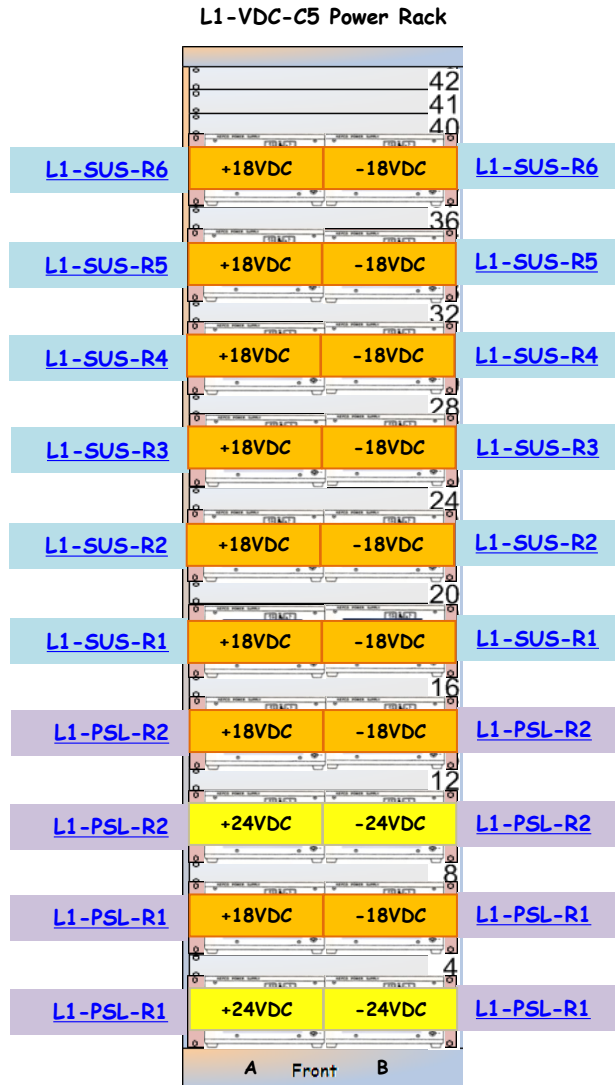 L1-VDC-C5 Power Rack
42
41
40
L1-SUS-R6 +18VDC -18VDC L1-SUS-R6
36
L1-SUS-R5 +18VDC -18VDC L1-SUS-R5
32
L1-SUS-R4 +18VDC -18VDC L1-SUS-R4
28
L1-SUS-R3 +18VDC -18VDC L1-SUS-R3
24
L1-SUS-R2 +18VDC -18VDC L1-SUS-R2
20
L1-SUS-R1 +18VDC -18VDC L1-SUS-R1
16
L1-PSL-R2 +18VDC -18VDC L1-PSL-R2
12
L1-PSL-R2 +24VDC -24VDC L1-PSL-R2
8
L1-PSL-R1 +18VDC -18VDC L1-PSL-R1
4
L1-PSL-R1 +24VDC -24VDC L1-PSL-R1
A Front B